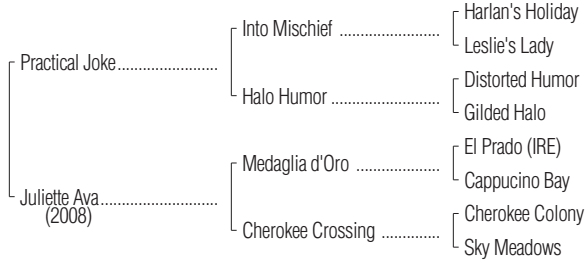 Harlan's Holiday
Into Mischief ....................
Leslie's Lady
Practical Joke ....................
Distorted Humor
Halo Humor ....................
Gilded Halo
El Prado (IRE)
Medaglia d'Oro ....................
Cappucino Bay
Juliette Ava ....................
(2008)
Cherokee Colony
Cherokee Crossing ....................
Sky Meadows